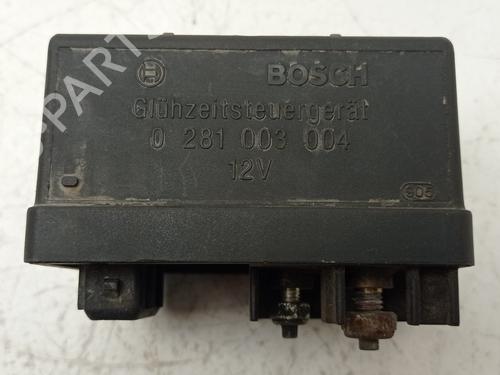 BOSCH
Glühzeitsteuergerät
0 281 003 004
12V
905